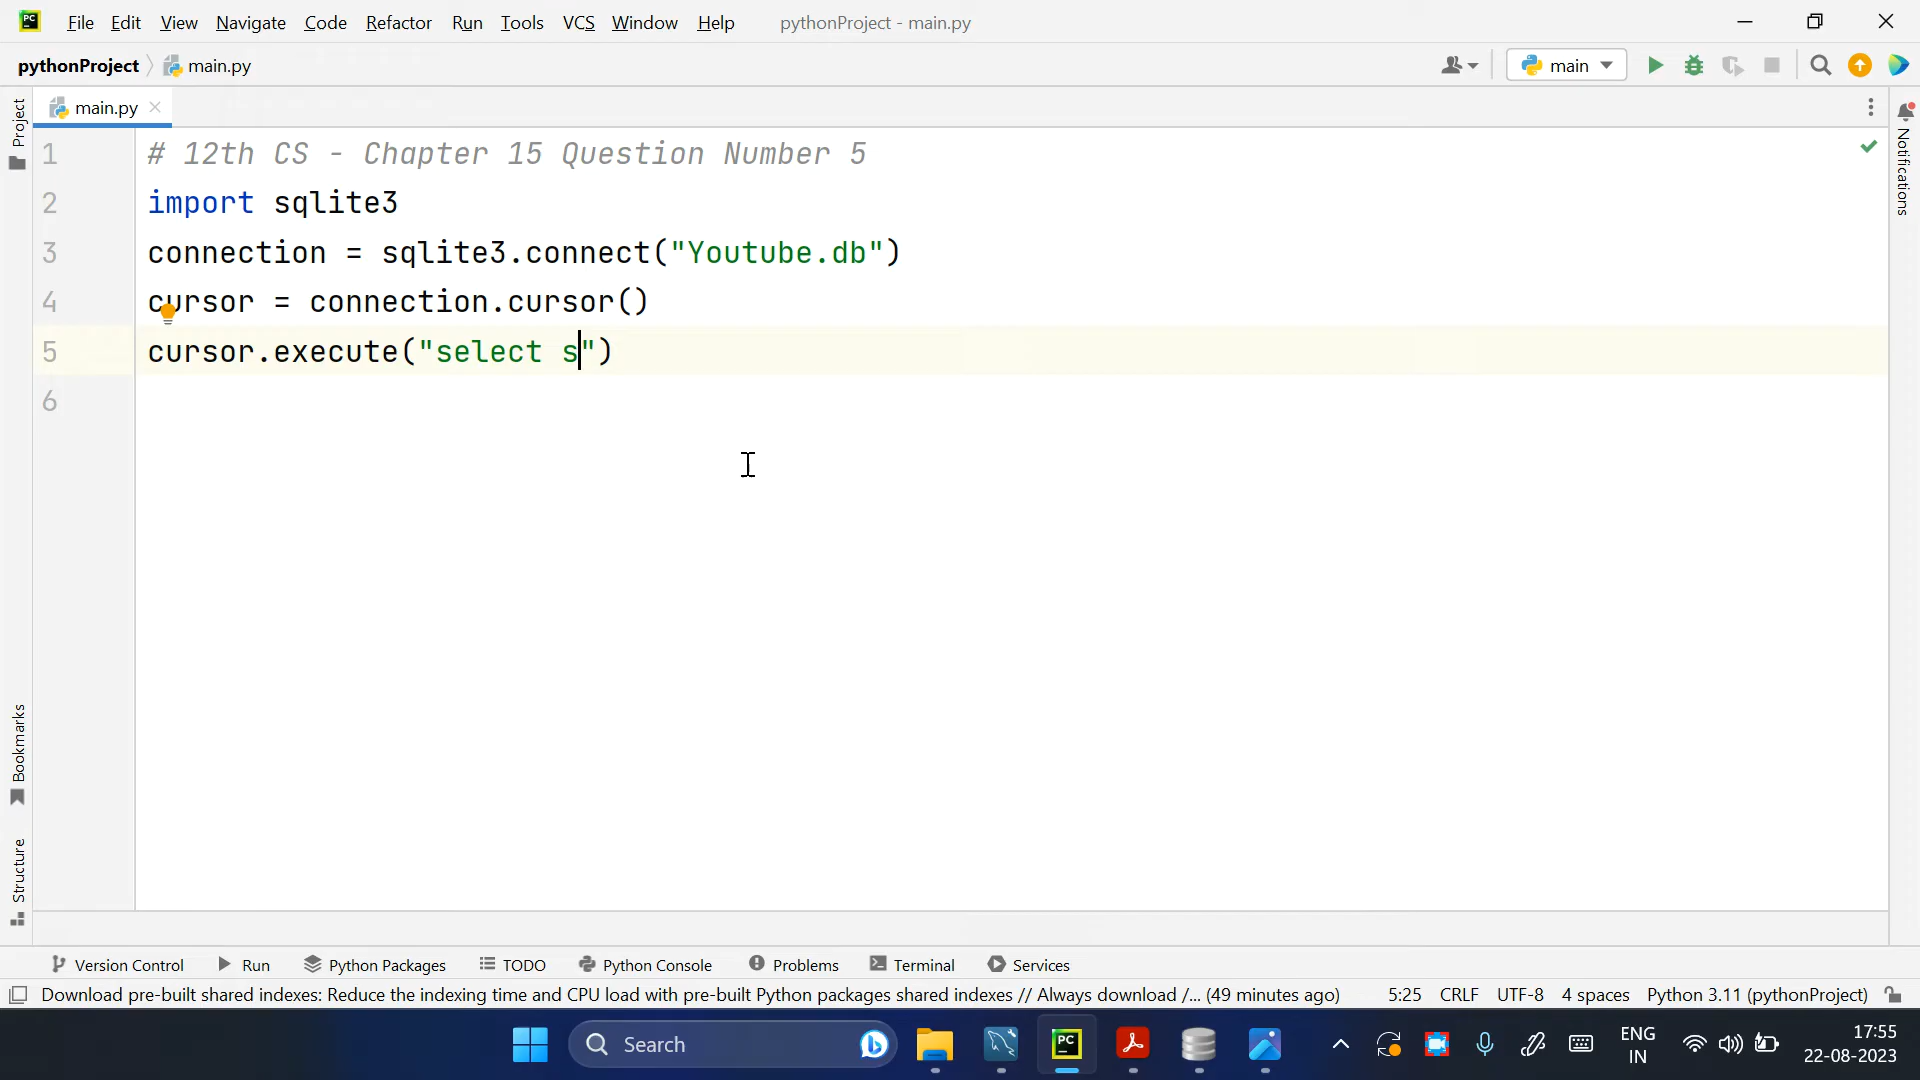 File Edit View Navigate Code Refactor Run Tools VCS Window Help pythonProject - main.py
pythonProject main.py main
Project
main.py
Notifications
1 # 12th CS - Chapter 15 Question Number 5
2 import sqlite3
3 connection = sqlite3.connect("Youtube.db")
4 cursor = connection.cursor()
5 cursor.execute("select s")
6
Bookmarks
Structure
Version Control Run Python Packages TODO Python Console Problems Terminal Services
Download pre-built shared indexes: Reduce the indexing time and CPU load with pre-built Python packages shared indexes // Always download /... (49 minutes ago) 5:25 CRLF UTF-8 4 spaces Python 3.11 (pythonProject)
Search ENG 17:55
IN 22-08-2023